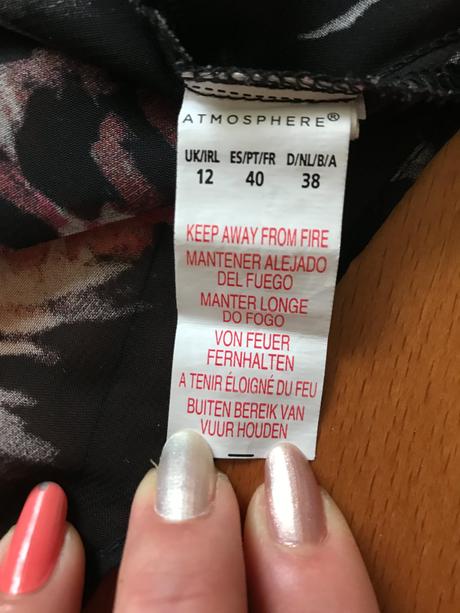 ATMOSPHERE®
UK/IRL ES/PT/FR D/NL/B/A
12 40 38
KEEP AWAY FROM FIRE
MANTENER ALEJADO
DEL FUEGO
MANTER LONGE
DO FOGO
VON FEUER
FERNHALTEN
A TENIR ÉLOIGNÉ DU FEU
BUITEN BEREIK VAN
VUUR HOUDEN